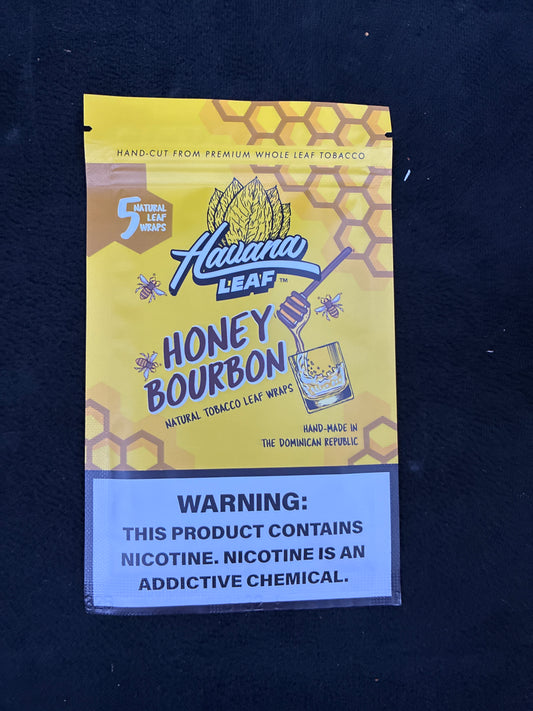 HAND-CUT FROM PREMIUM WHOLE LEAF TOBACCO
5 NATURAL
LEAF
WRAPS
Havana
LEAF™
HONEY
BOURBON
NATURAL TOBACCO LEAF WRAPS
HAND-MADE IN
THE DOMINICAN REPUBLIC
WARNING:
THIS PRODUCT CONTAINS
NICOTINE. NICOTINE IS AN
ADDICTIVE CHEMICAL.